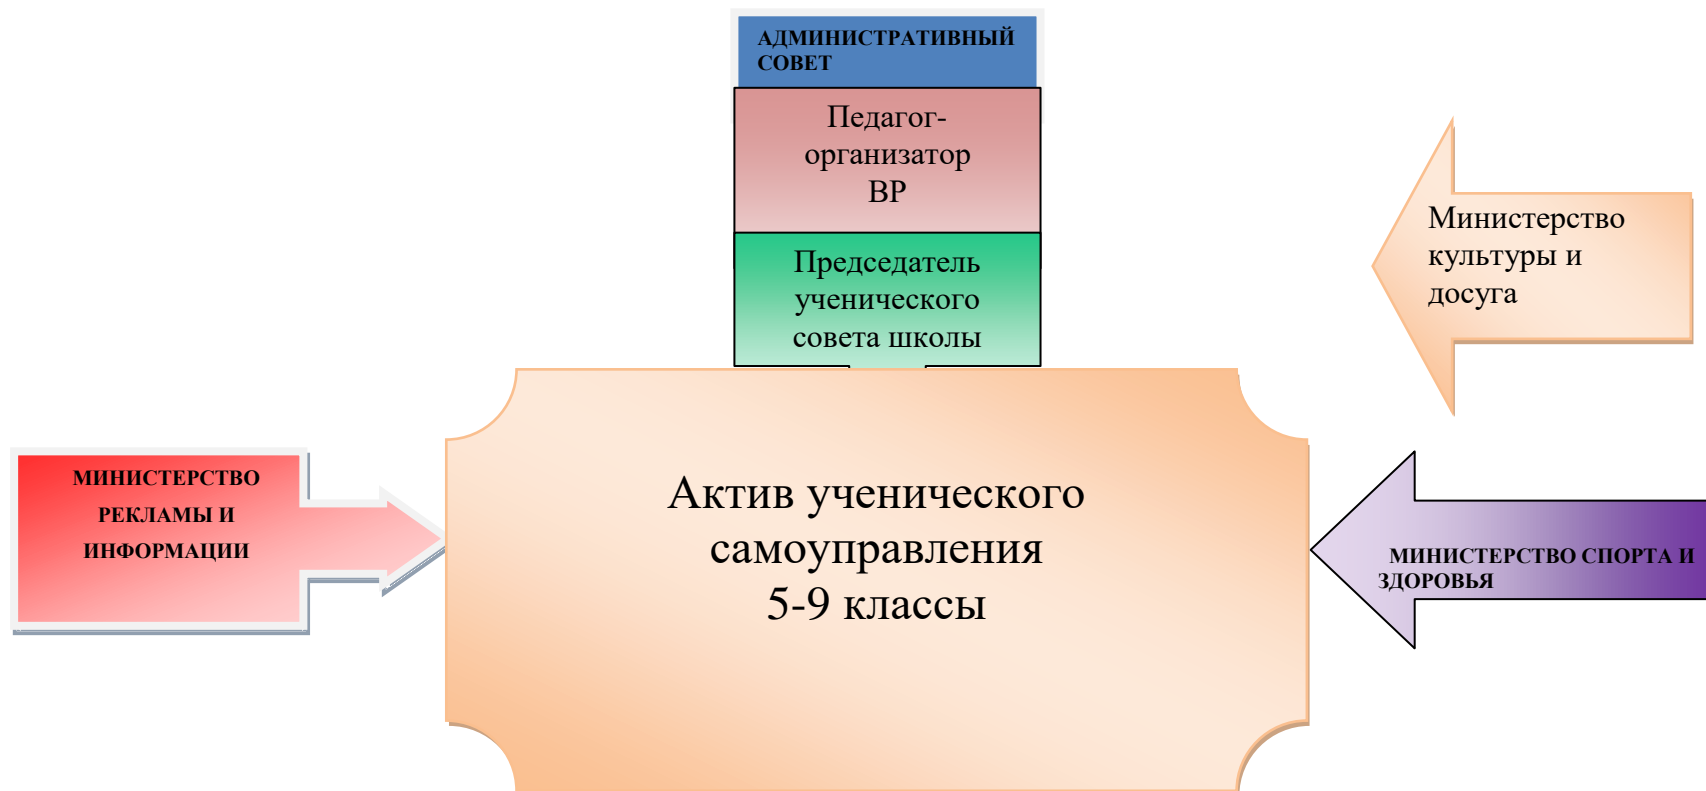 АДМИНИСТРАТИВНЫЙ
СОВЕТ
Педагог-
организатор
ВР
Председатель
ученического
совета школы
Министерство
культуры и
досуга
МИНИСТЕРСТВО
РЕКЛАМЫ И
ИНФОРМАЦИИ
Актив ученического
самоуправления
5-9 классы
МИНИСТЕРСТВО СПОРТА И
ЗДОРОВЬЯ